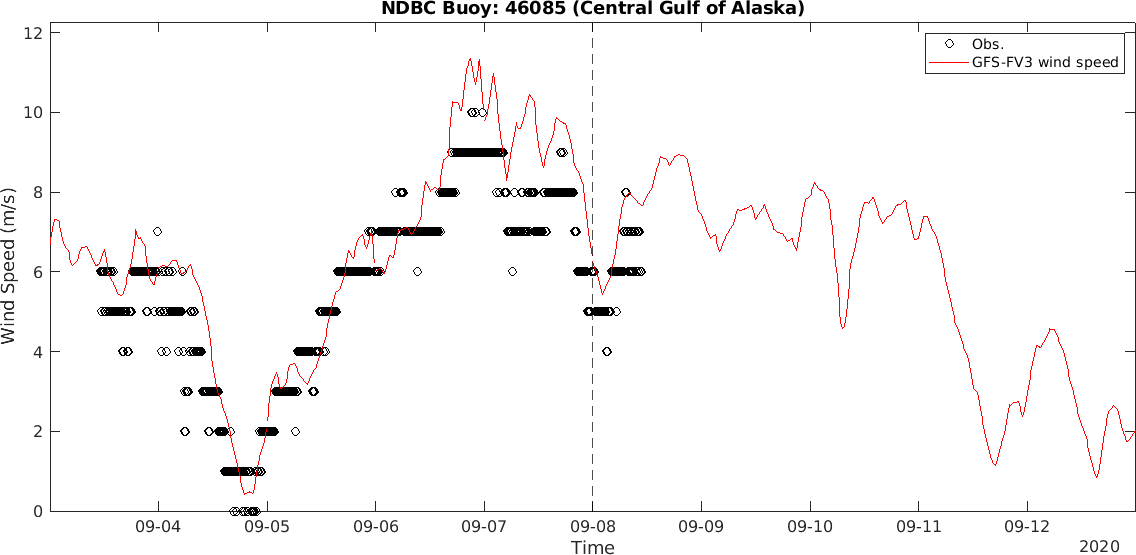 NDBC Buoy: 46085 (Central Gulf of Alaska)
Obs.
GFS-FV3 wind speed
Wind Speed (m/s)
12
10
8
6
4
2
0
09-04 09-05 09-06 09-07 09-08 09-09 09-10 09-11 09-12
Time
2020